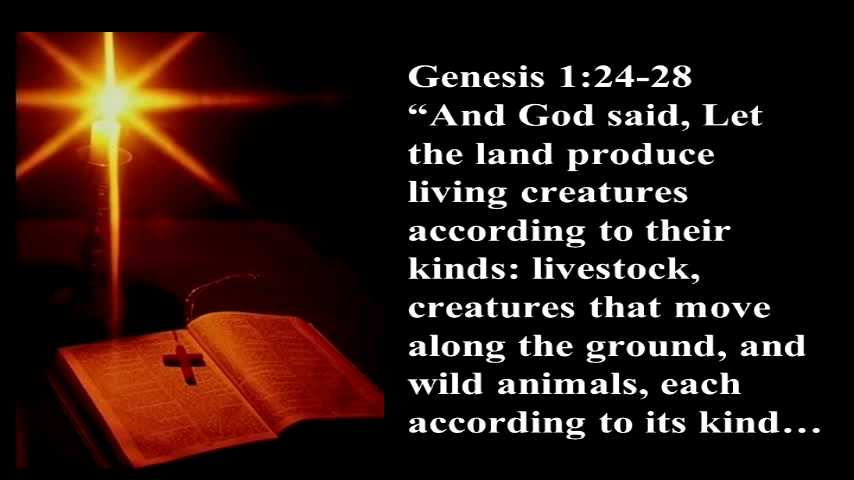 Genesis 1:24-28
“And God said, Let
the land produce
living creatures
according to their
kinds: livestock,
creatures that move
along the ground, and
wild animals, each
according to its kind…